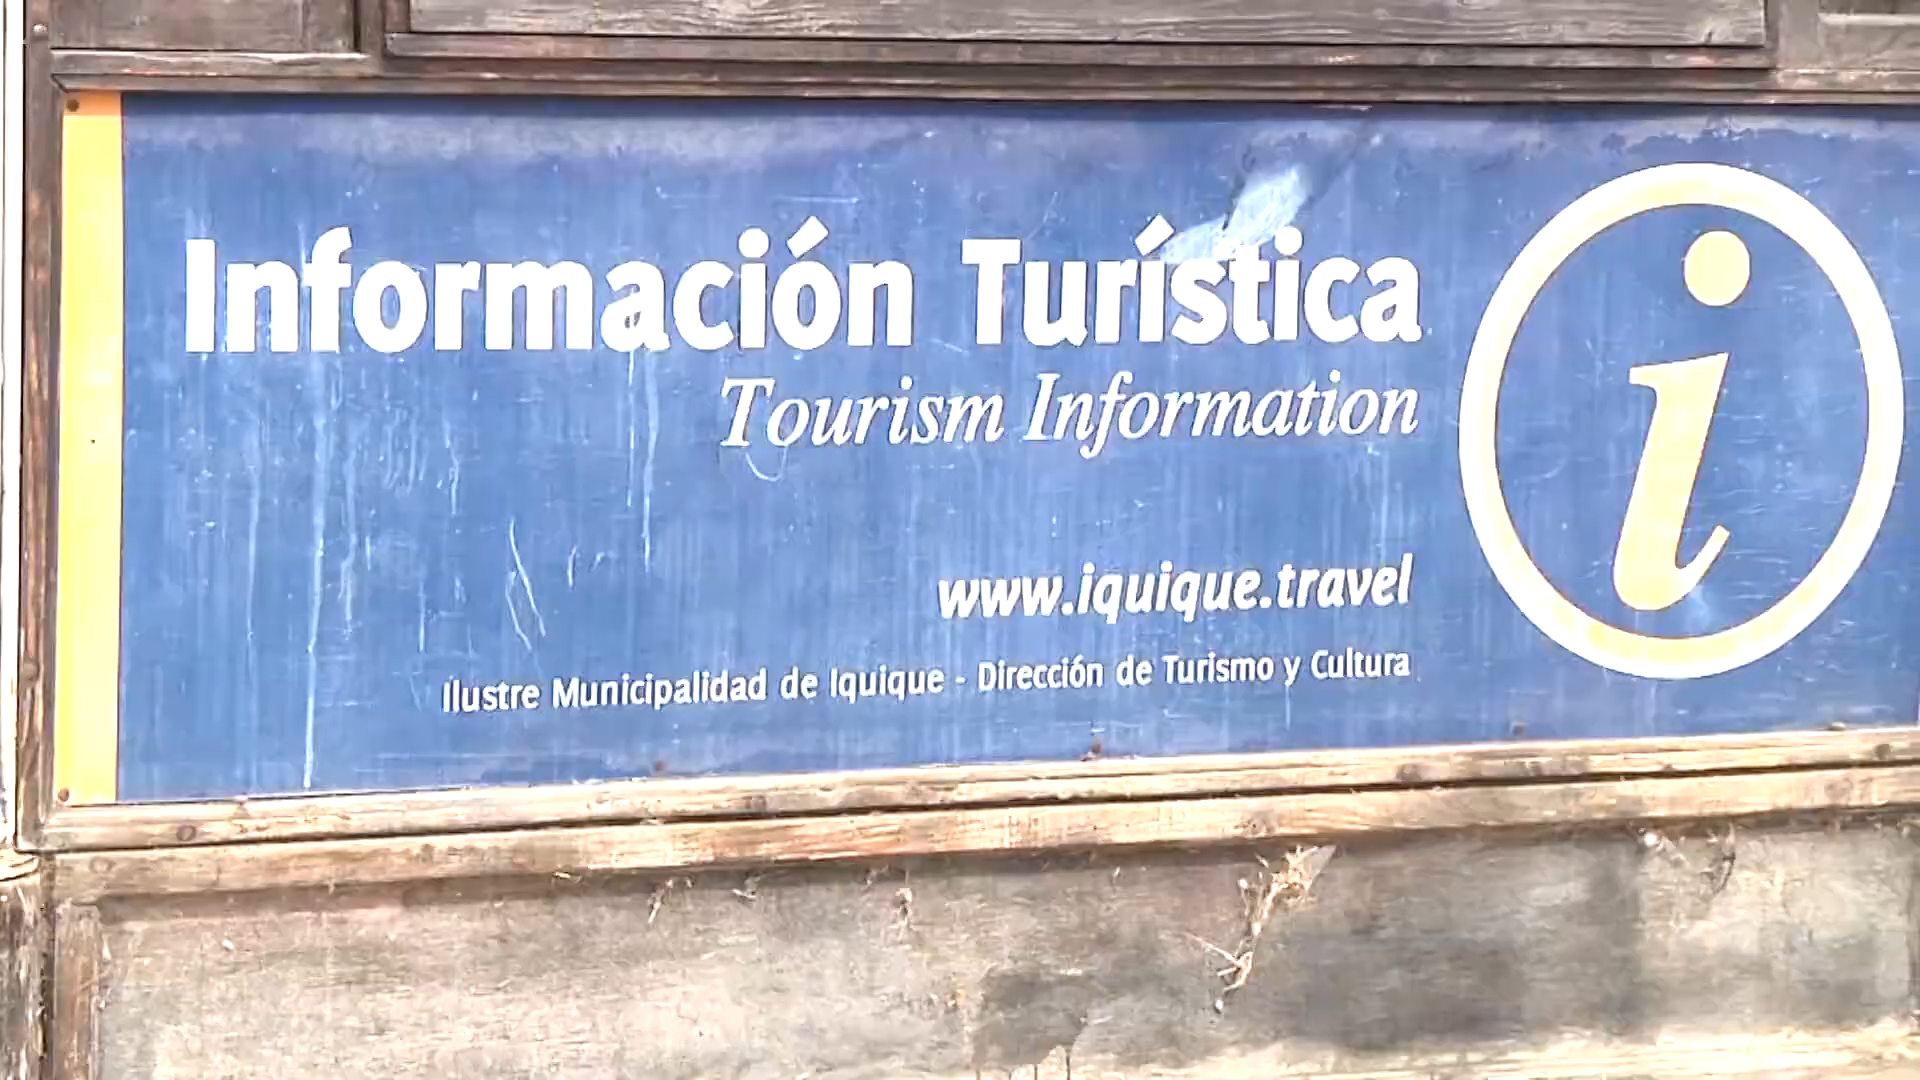 Información Turística
Tourism Information
i
www.iquique.travel
Ilustre Municipalidad de Iquique - Dirección de Turismo y Cultura